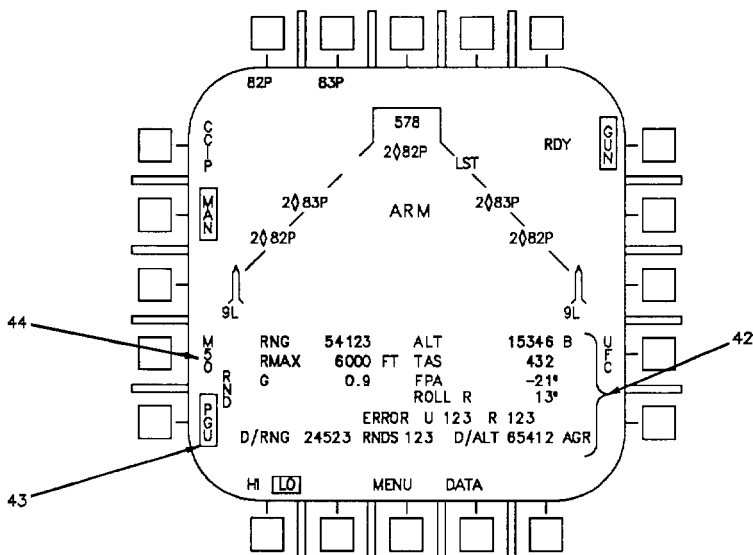 82P 83P
CCIP
578
RDY
GUN
2◊82P
LST
MAN
2◊83P
ARM
2◊83P
2◊82P
2◊82P
9L
9L
44
42
M50
RNG 54123 ALT 15346 B
UFC
RMAX 6000 FT TAS 432
RND
G 0.9 FPA -21°
ROLL R 13°
PGU
ERROR U 123 R 123
D/RNG 24523 RNDS 123 D/ALT 65412 AGR
43
HI LO MENU DATA